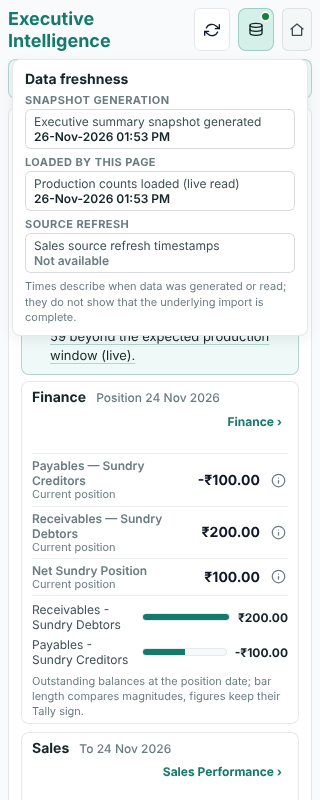 Executive
Intelligence
Data freshness
SNAPSHOT GENERATION
Executive summary snapshot generated
26-Nov-2026 01:53 PM
LOADED BY THIS PAGE
Production counts loaded (live read)
26-Nov-2026 01:53 PM
SOURCE REFRESH
Sales source refresh timestamps
Not available
Times describe when data was generated or read;
they do not show that the underlying import is
complete.
59 beyond the expected production
window (live).
Finance Position 24 Nov 2026
Finance ›
Payables — Sundry
Creditors
Current position
-₹100.00
Receivables — Sundry
Debtors
Current position
₹200.00
Net Sundry Position
Current position
₹100.00
Receivables -
Sundry Debtors
₹200.00
Payables -
Sundry Creditors
-₹100.00
Outstanding balances at the position date; bar
length compares magnitudes, figures keep their
Tally sign.
Sales To 24 Nov 2026
Sales Performance ›